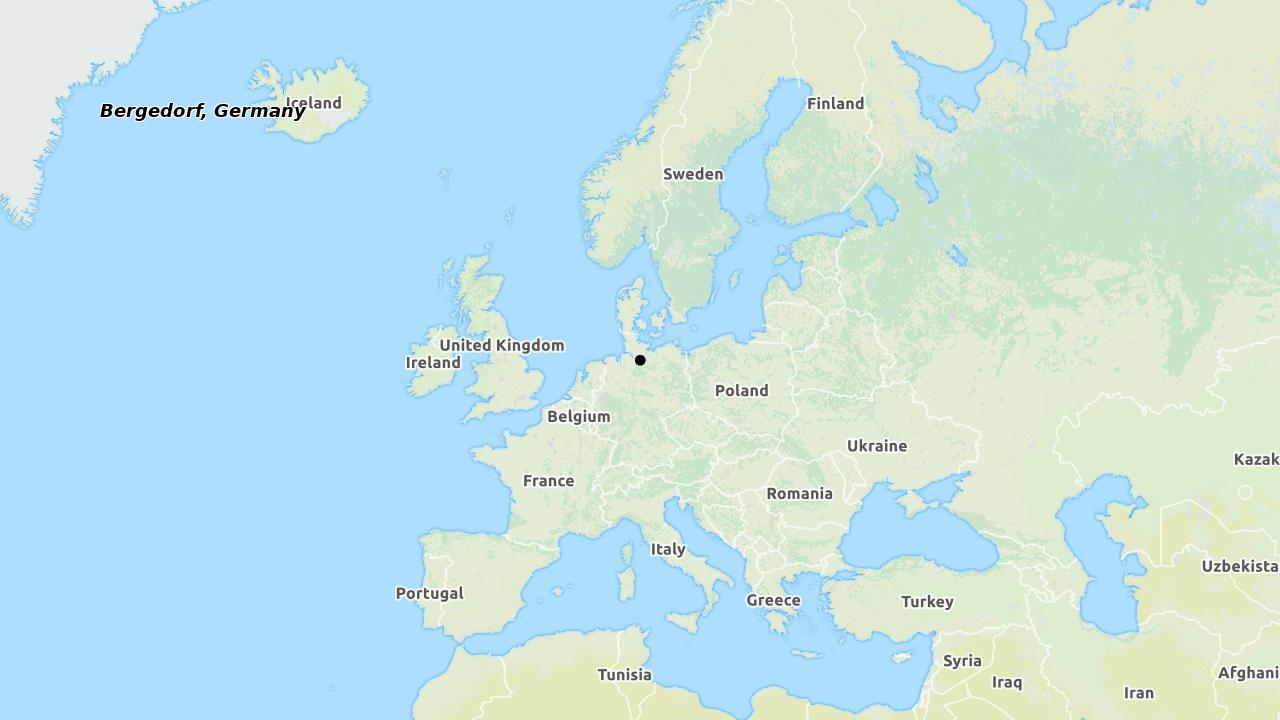 Iceland
Bergedorf, Germany
Finland
Sweden
United Kingdom
Ireland
Poland
Belgium
Ukraine
Kazak
France
Romania
Italy
Uzbekista
Portugal
Greece
Turkey
Syria
Tunisia
Iraq
Afghani
Iran